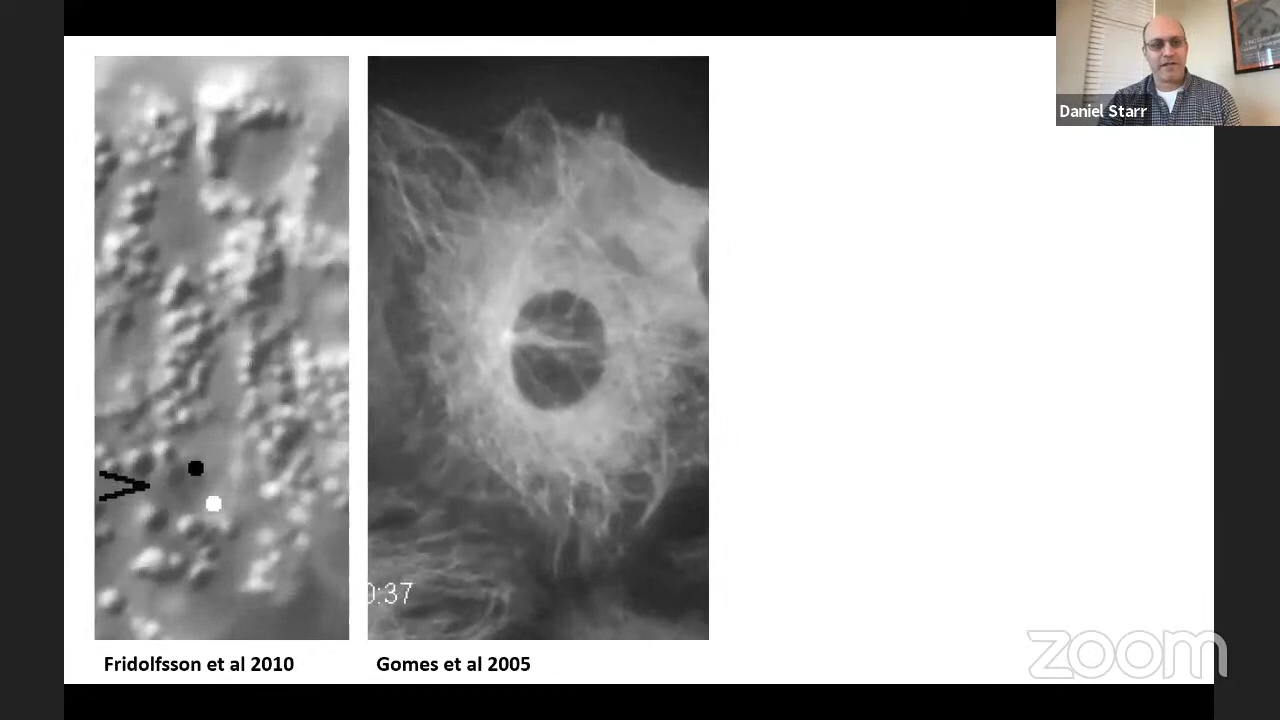 Daniel Starr
0:37
Fridolfsson et al 2010
Gomes et al 2005
zoom